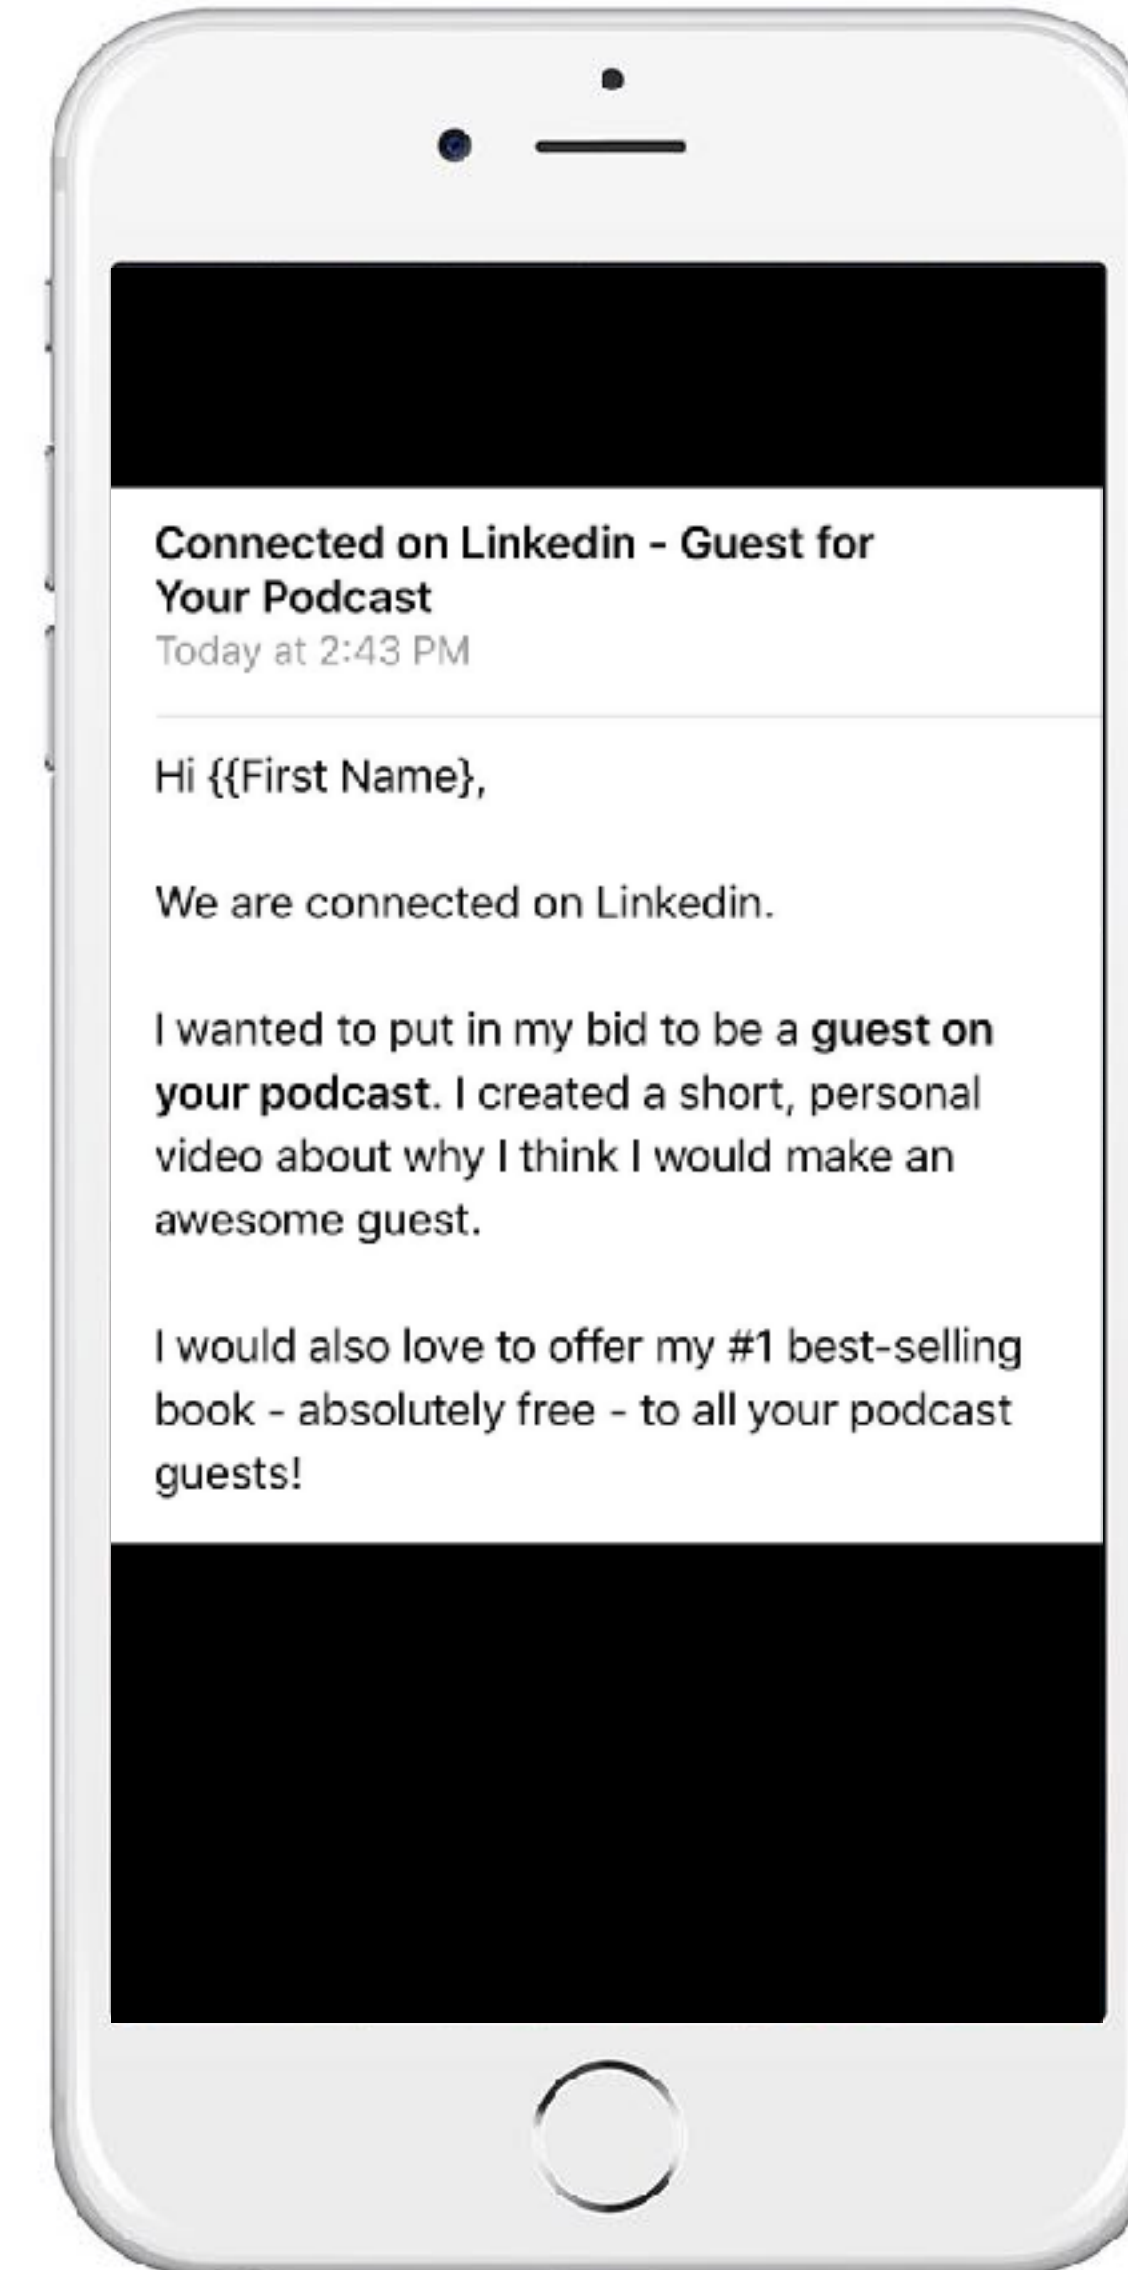 Connected on Linkedin - Guest for
Your Podcast
Today at 2:43 PM
Hi {{First Name},
We are connected on Linkedin.
I wanted to put in my bid to be a guest on
your podcast. I created a short, personal
video about why I think I would make an
awesome guest.
I would also love to offer my #1 best-selling
book - absolutely free - to all your podcast
guests!